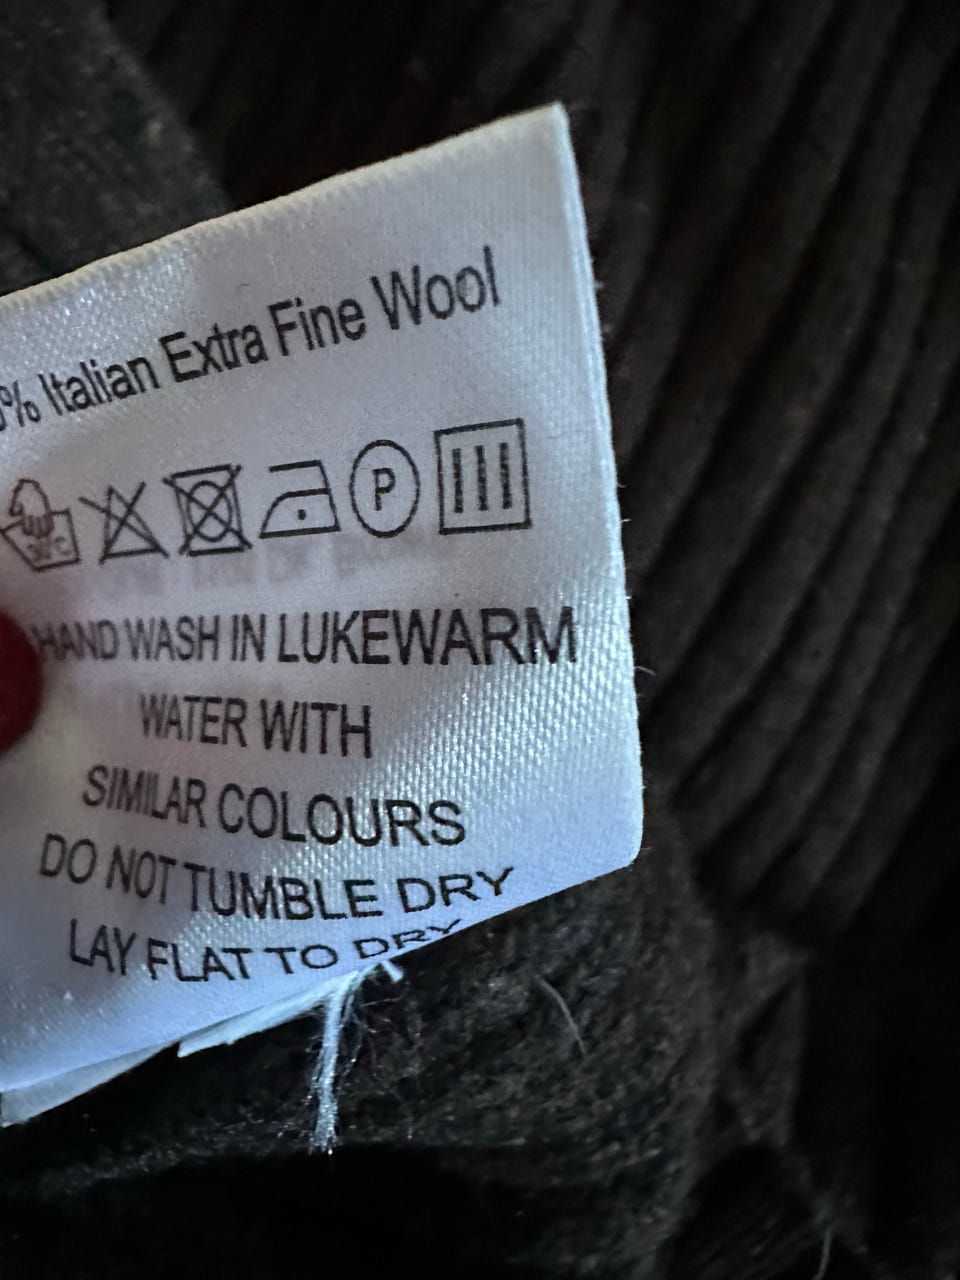 % Italian Extra Fine Wool
P
HAND WASH IN LUKEWARM
WATER WITH
SIMILAR COLOURS
DO NOT TUMBLE DRY
LAY FLAT TO DRY